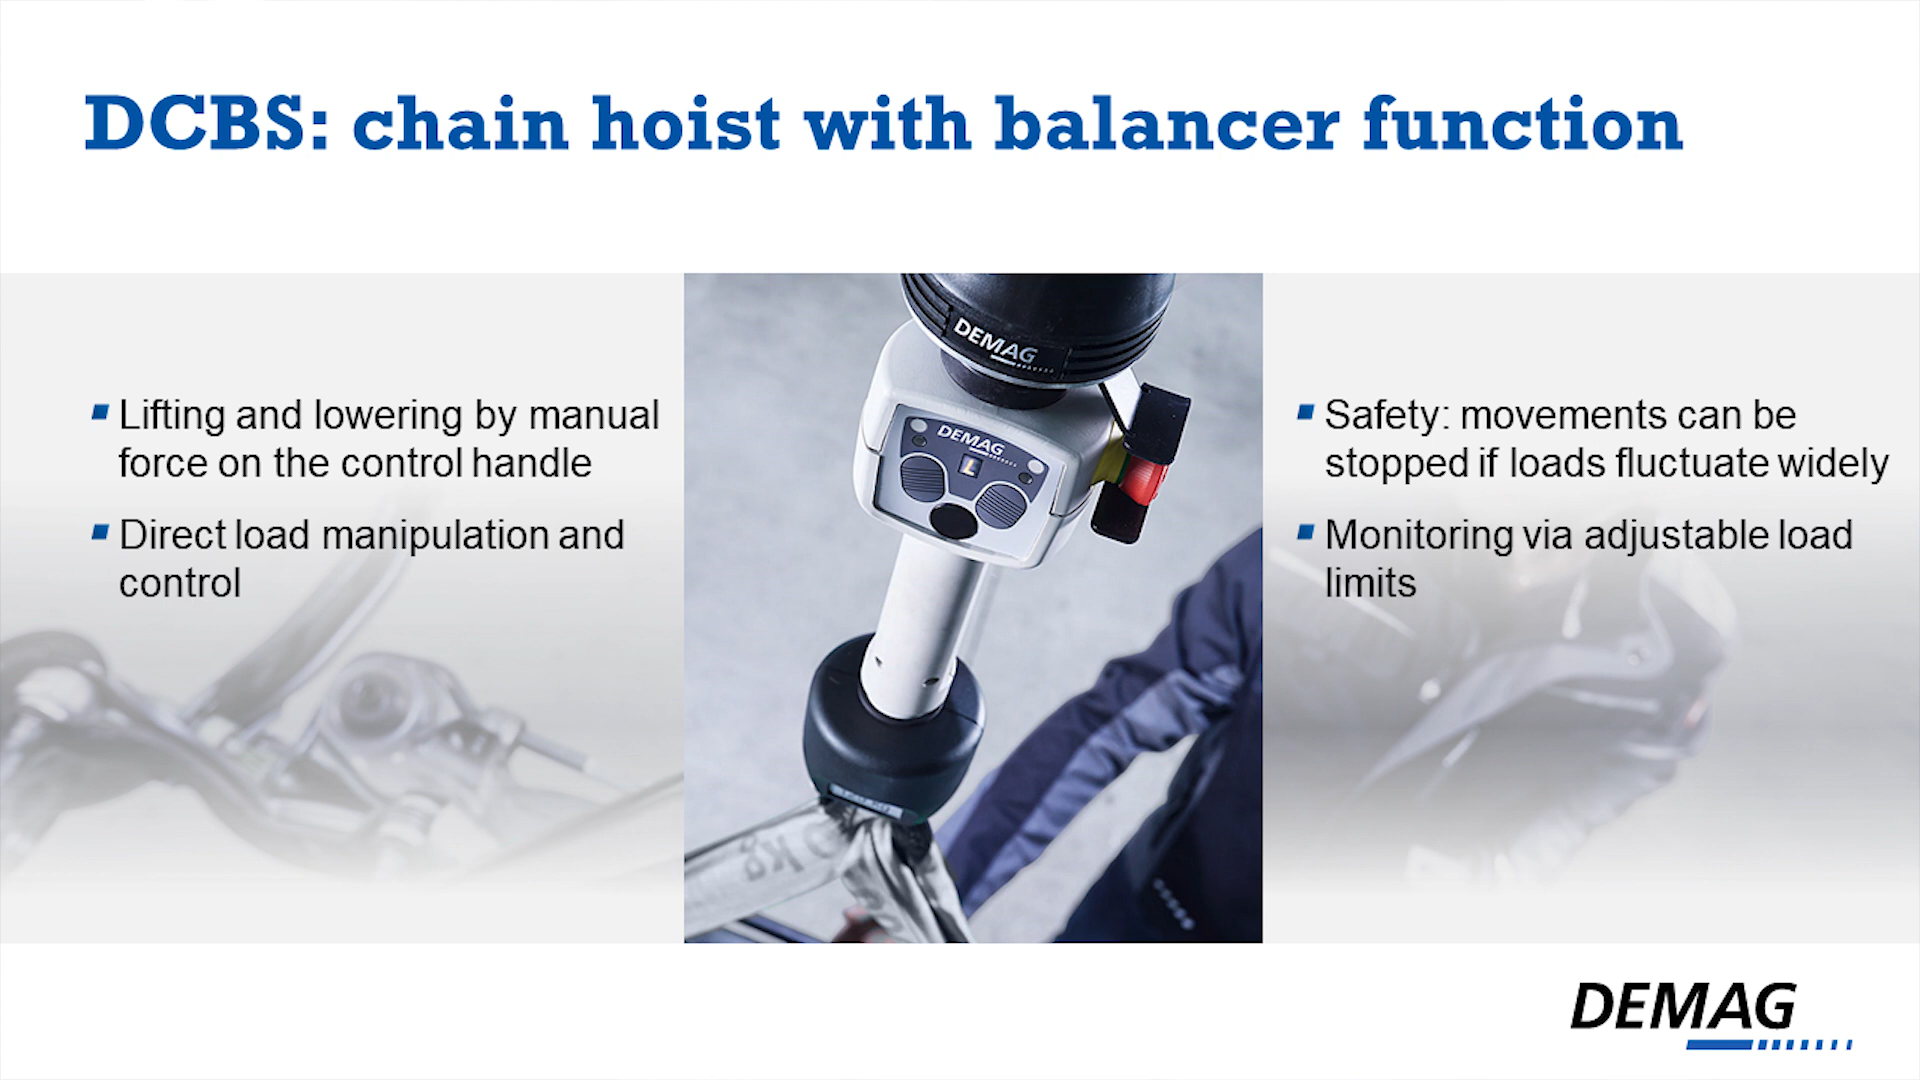 DCBS: chain hoist with balancer function
Lifting and lowering by manual
force on the control handle
Direct load manipulation and
control
DEMAG
DEMAG
L
kg
Safety: movements can be
stopped if loads fluctuate widely
Monitoring via adjustable load
limits
DEMAG